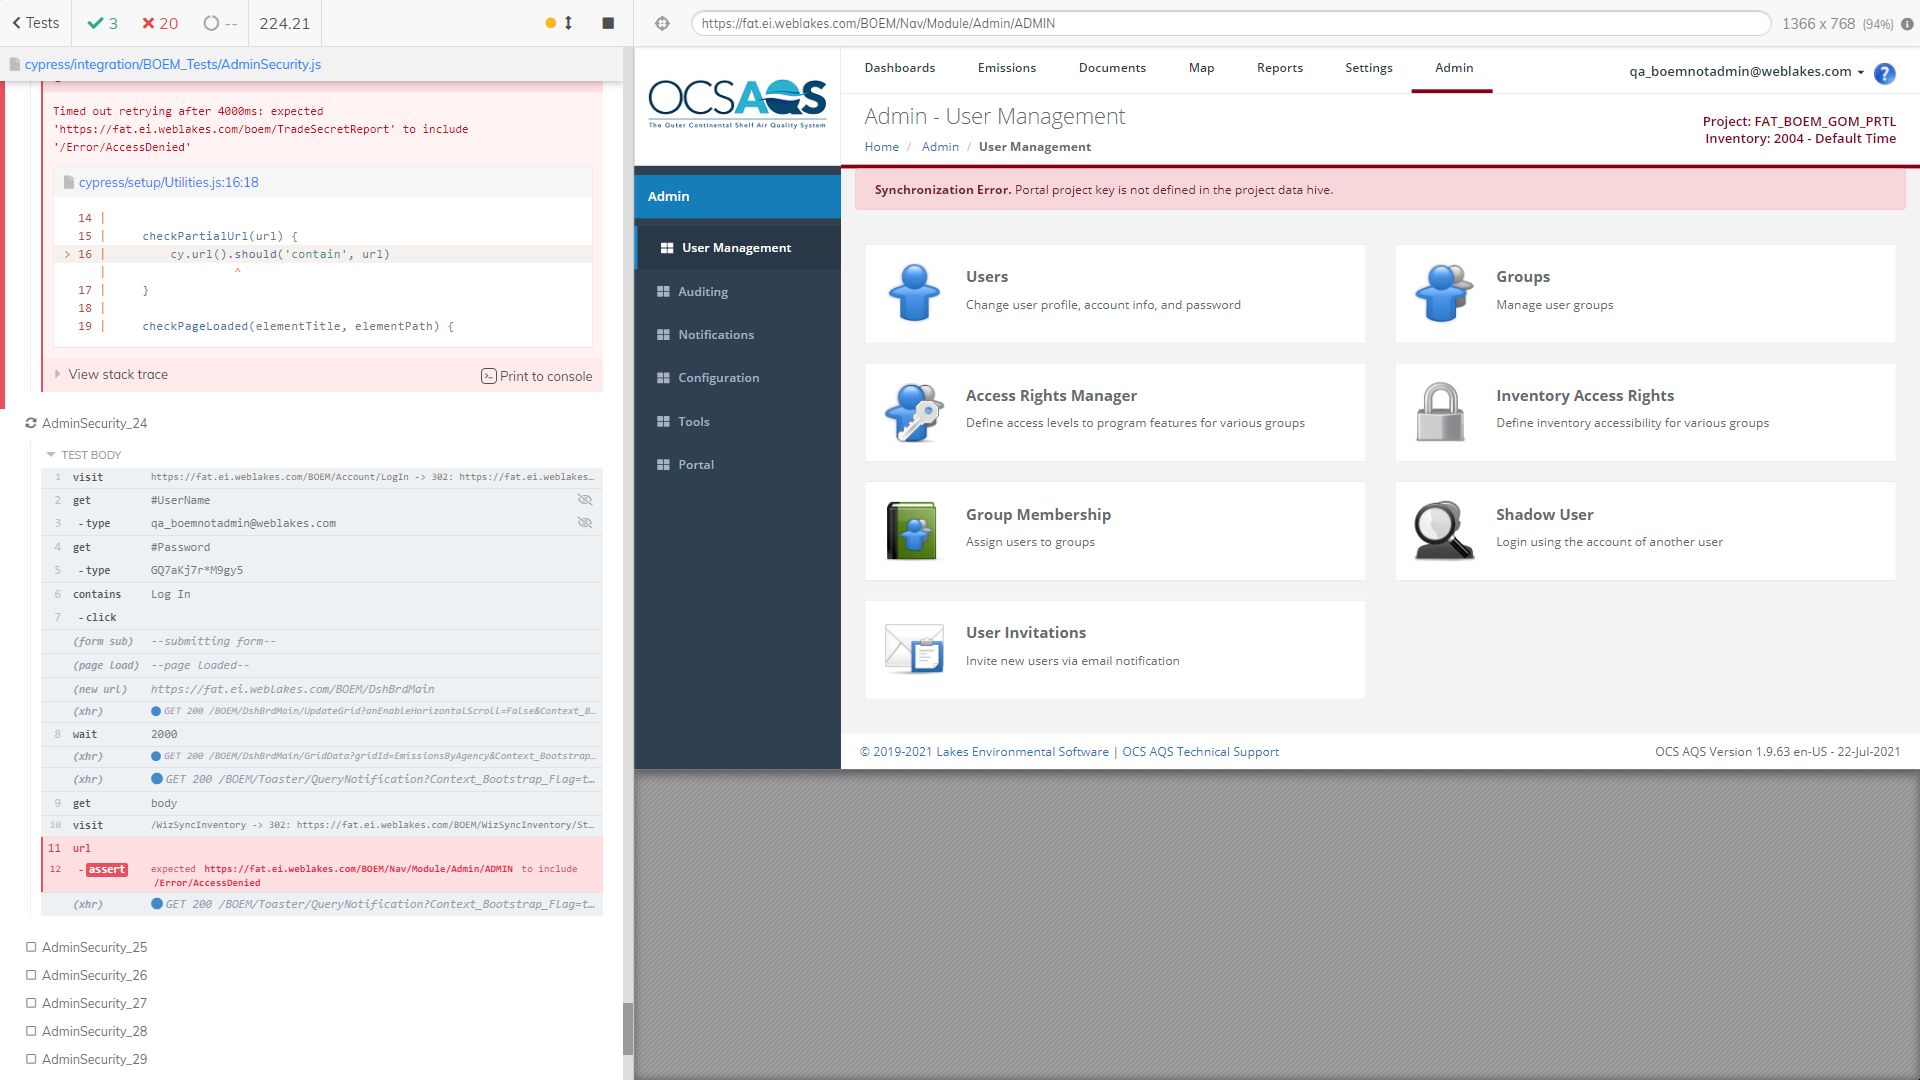 Tests
3
20
--
224.21
cypress/integration/BOEM_Tests/AdminSecurity.js
Timed out retrying after 4000ms: expected
'https://fat.ei.weblakes.com/boem/TradeSecretReport' to include
'/Error/AccessDenied'
cypress/setup/Utilities.js:16:18
14 |
15 | checkPartialUrl(url) {
> 16 | cy.url().should('contain', url)
| ^
17 | }
18 |
19 | checkPageLoaded(elementTitle, elementPath) {
View stack trace
Print to console
AdminSecurity_24
TEST BODY
1 visit https://fat.ei.weblakes.com/BOEM/Account/LogIn -> 302: https://fat.ei.weblakes…
2 get #UserName
3 -type qa_boemnotadmin@weblakes.com
4 get #Password
5 -type GQ7aKj7r*M9gy5
6 contains Log In
7 -click
(form sub) --submitting form--
(page load) --page loaded--
(new url) https://fat.ei.weblakes.com/BOEM/DshBrdMain
(xhr) GET 200 /BOEM/DshBrdMain/UpdateGrid?anEnableHorizontalScroll=False&Context_B…
8 wait 2000
(xhr) GET 200 /BOEM/DshBrdMain/GridData?gridId=EmissionsByAgency&Context_Bootstrap…
(xhr) GET 200 /BOEM/Toaster/QueryNotification?Context_Bootstrap_Flag=t…
9 get body
10 visit /WizSyncInventory -> 302: https://fat.ei.weblakes.com/BOEM/WizSyncInventory/St…
11 url
12 -assert expected https://fat.ei.weblakes.com/BOEM/Nav/Module/Admin/ADMIN to include
/Error/AccessDenied
(xhr) GET 200 /BOEM/Toaster/QueryNotification?Context_Bootstrap_Flag=t…
AdminSecurity_25
AdminSecurity_26
AdminSecurity_27
AdminSecurity_28
AdminSecurity_29
https://fat.ei.weblakes.com/BOEM/Nav/Module/Admin/ADMIN
1366 x 768 (94%)
OCS AQS
The Outer Continental Shelf Air Quality System
Dashboards
Emissions
Documents
Map
Reports
Settings
Admin
qa_boemnotadmin@weblakes.com
?
Admin - User Management
Home / Admin / User Management
Project: FAT_BOEM_GOM_PRTL
Inventory: 2004 - Default Time
Synchronization Error. Portal project key is not defined in the project data hive.
Admin
User Management
Auditing
Notifications
Configuration
Tools
Portal
Users
Change user profile, account info, and password
Groups
Manage user groups
Access Rights Manager
Define access levels to program features for various groups
Inventory Access Rights
Define inventory accessibility for various groups
Group Membership
Assign users to groups
Shadow User
Login using the account of another user
User Invitations
Invite new users via email notification
© 2019-2021 Lakes Environmental Software | OCS AQS Technical Support
OCS AQS Version 1.9.63 en-US - 22-Jul-2021